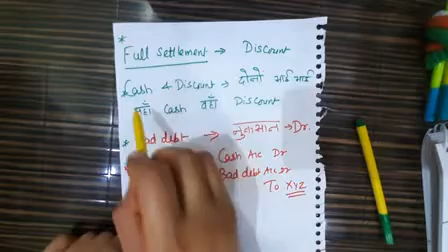 *
Full Settlement → Discount
Cash & Discount → दोनो भाई भाई
जहाँ Cash वहाँ Discount
* Bad debt → नुकसान → Dr.
Cash A/c Dr
Bad debt A/c Dr
To XYZ